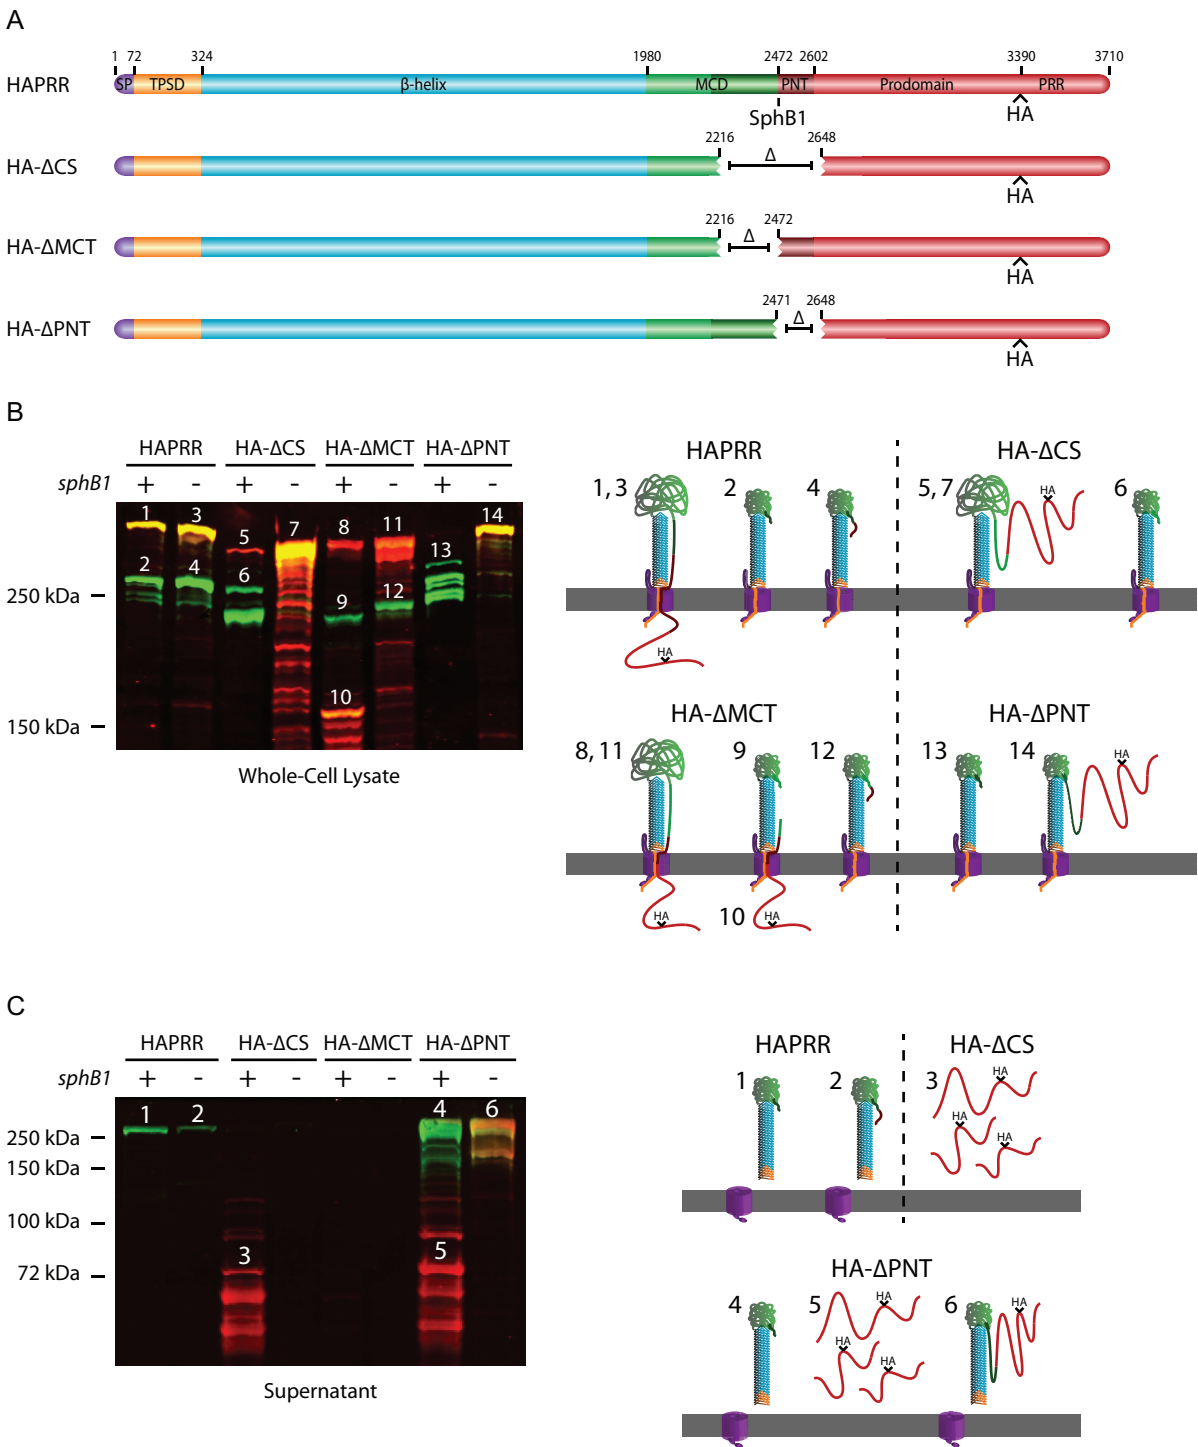 A
1 72 324 1980 2472 2602 3390 3710
HAPRR SP TPSD β-helix MCD PNT Prodomain PRR
SphB1 HA
2216 2648
HA-ΔCS Δ
HA
2216 2472
HA-ΔMCT Δ
HA
2471 2648
HA-ΔPNT Δ
HA
B
HAPRR HA-ΔCS HA-ΔMCT HA-ΔPNT
sphB1 + - + - + - + -
1 3 5 7 8 11 13 14
2 4 6 9 12
10
250 kDa
150 kDa
Whole-Cell Lysate
HAPRR HA-ΔCS
1, 3 2 4 5, 7 HA 6
HA
HA-ΔMCT HA-ΔPNT
8, 11 9 12 13 14 HA
HA 10 HA
C
HAPRR HA-ΔCS HA-ΔMCT HA-ΔPNT
sphB1 + - + - + - + -
1 2 4 6
3 5
250 kDa
150 kDa
100 kDa
72 kDa
Supernatant
HAPRR HA-ΔCS
1 2 3 HA
HA
HA
HA-ΔPNT
4 5 HA 6 HA
HA
HA